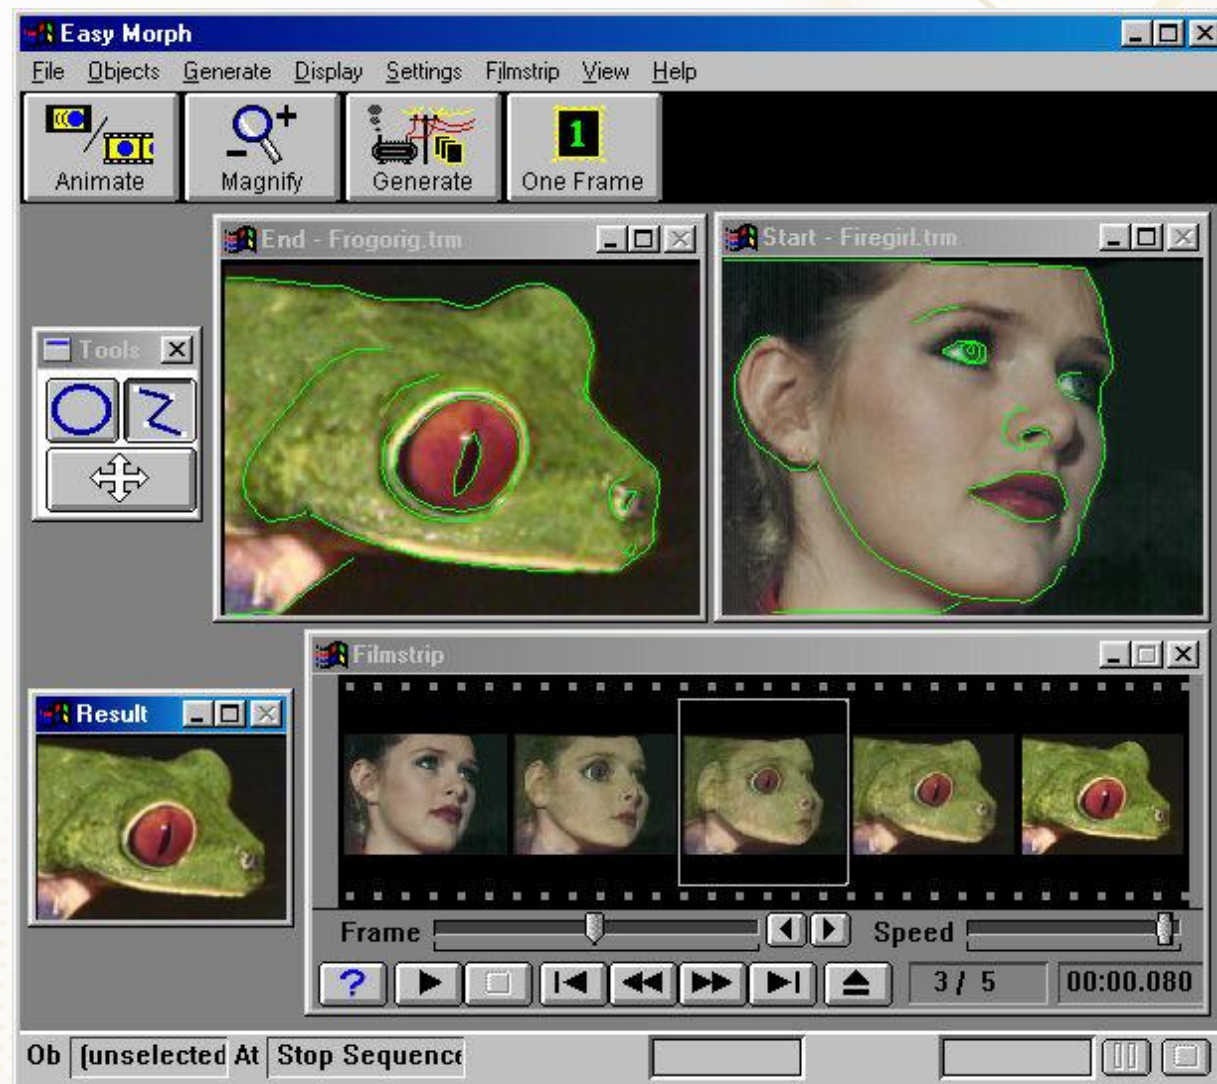 Easy Morph
File Objects Generate Display Settings Filmstrip View Help
1
Animate Magnify Generate One Frame
End - Frogorig.trm
Start - Firegirl.trm
Tools
Filmstrip
Result
Frame Speed
? 3 / 5 00:00.080
Ob (unselected At Stop Sequence